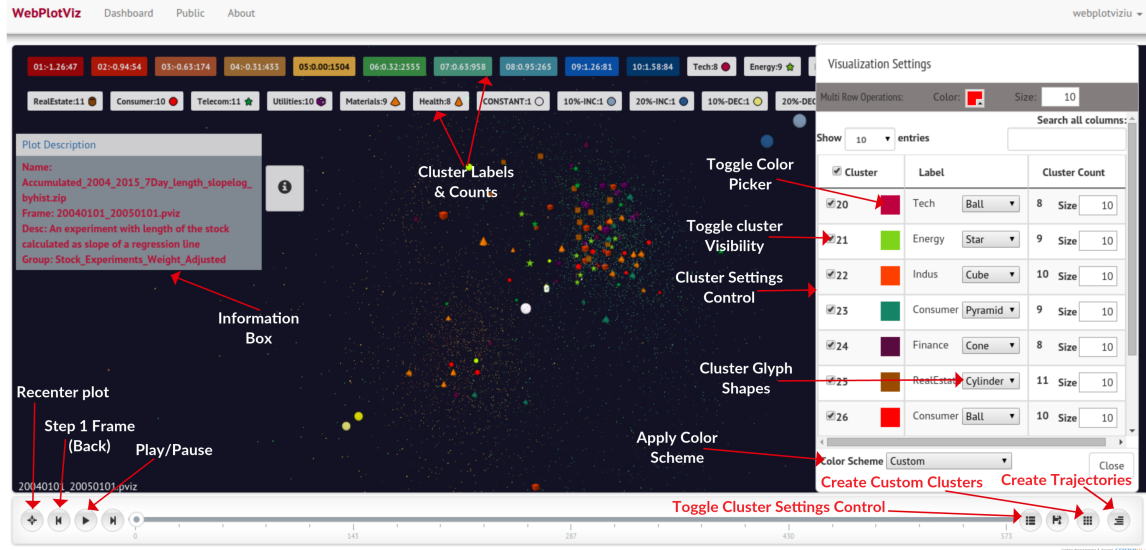 WebPlotViz Dashboard Public About webplotviziu
01:-1.26:47 02:-0.94:54 03:-0.63:174 04:-0.31:433 05:0.00:1504 06:0.32:2555 07:0.63:958 08:0.95:265 09:1.26:81 10:1.58:84 Tech:8 Energy:9
RealEstate:11 Consumer:10 Telecom:11 Utilities:10 Materials:9 Health:8 CONSTANT:1 10%-INC:1 20%-INC:1 10%-DEC:1 20%-DEC
Plot Description
Name:
Accumulated_2004_2015_7Day_length_slopelog_
byhist.zip
Frame: 20040101_20050101.pviz
Desc: An experiment with length of the stock
calculated as slope of a regression line
Group: Stock_Experiments_Weight_Adjusted
Cluster Labels
& Counts
Information
Box
Recenter plot
Step 1 Frame
(Back)
Play/Pause
20040101_20050101.pviz
Toggle Color
Picker
Toggle cluster
Visibility
Cluster Settings
Control
Cluster Glyph
Shapes
Apply Color
Scheme
Visualization Settings
Multi Row Operations: Color: Size: 10
Search all columns:
Show 10 entries
Cluster Label Cluster Count
20 Tech Ball 8 Size 10
21 Energy Star 9 Size 10
22 Indus Cube 10 Size 10
23 Consumer Pyramid 9 Size 10
24 Finance Cone 8 Size 10
25 RealEstat Cylinder 11 Size 10
26 Consumer Ball 10 Size 10
Color Scheme Custom Close
Create Custom Clusters Create Trajectories
Toggle Cluster Settings Control
0 143 287 430 573